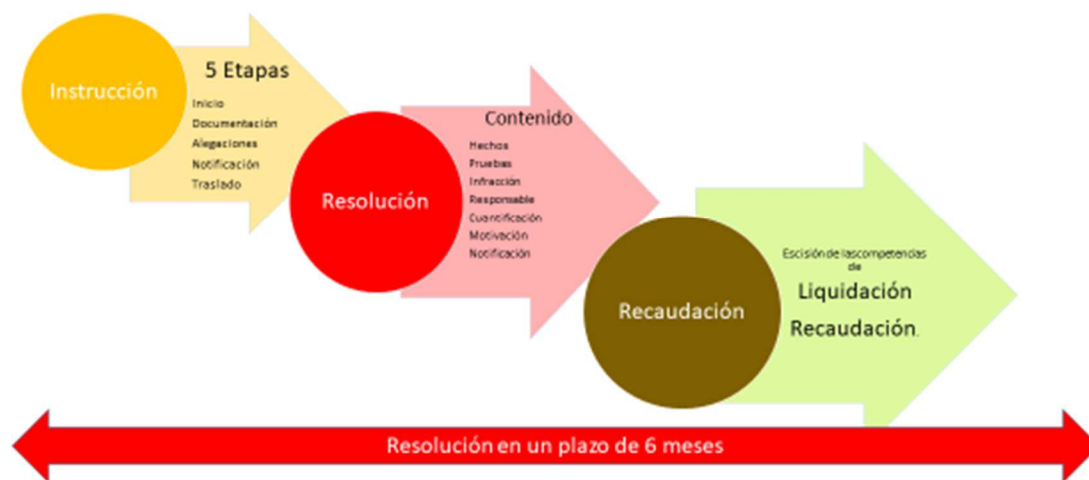 Instrucción
5 Etapas
Inicio
Documentación
Alegaciones
Notificación
Traslado
Resolución
Contenido
Hechos
Pruebas
Infracción
Responsable
Cuantificación
Motivación
Notificación
Recaudación
Escisión de lascompetencias
de
Liquidación
Recaudación.
Resolución en un plazo de 6 meses